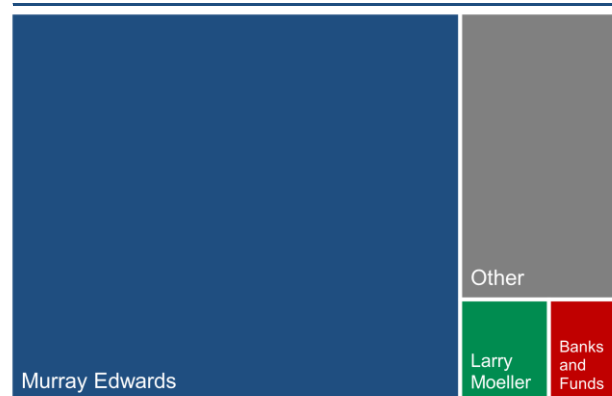 Other
Larry
Moeller
Banks
and
Funds
Murray Edwards